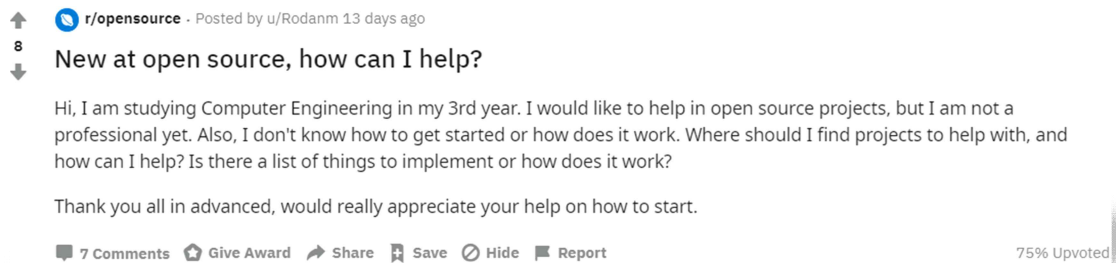 r/opensource · Posted by u/Rodanm 13 days ago
8
New at open source, how can I help?
Hi, I am studying Computer Engineering in my 3rd year. I would like to help in open source projects, but I am not a
professional yet. Also, I don't know how to get started or how does it work. Where should I find projects to help with, and
how can I help? Is there a list of things to implement or how does it work?
Thank you all in advanced, would really appreciate your help on how to start.
7 Comments Give Award Share Save Hide Report 75% Upvoted